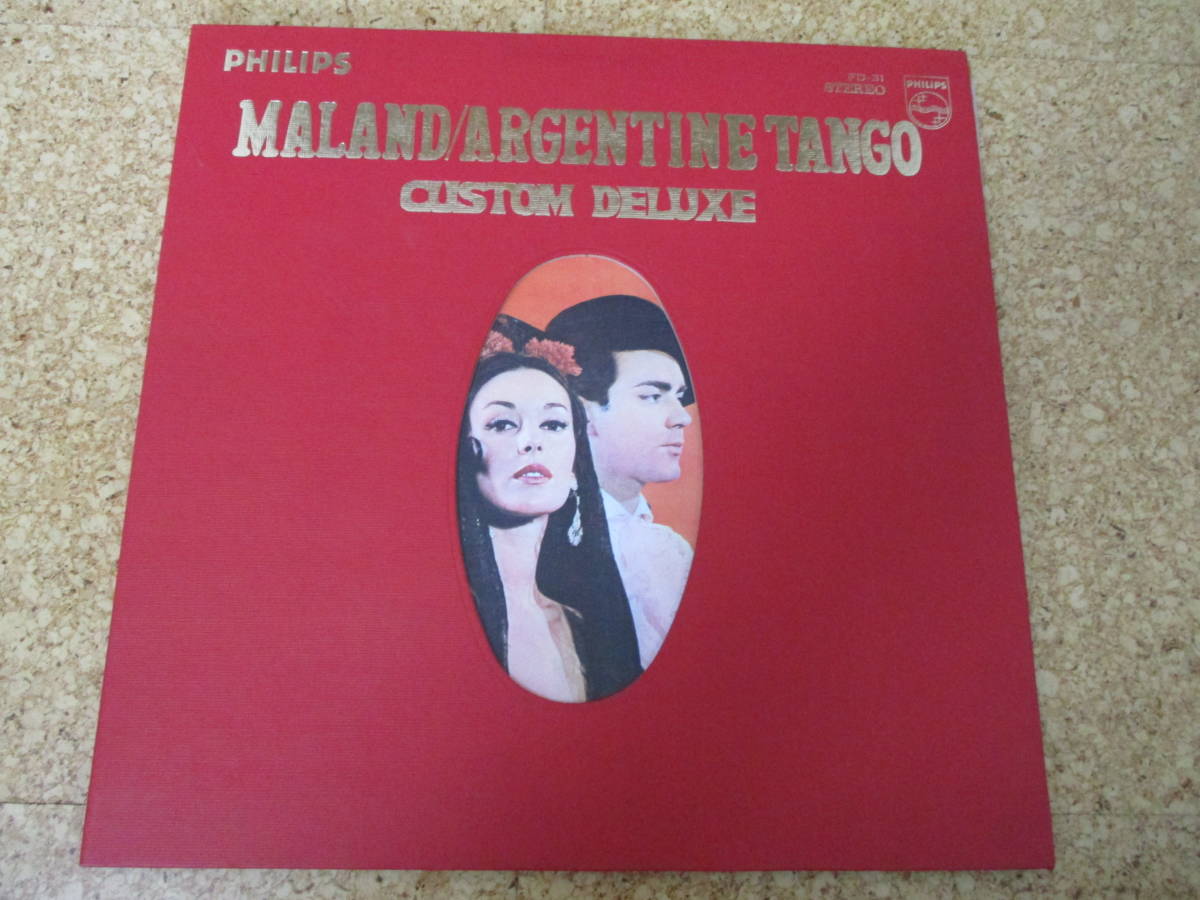 PHILIPS
FD-31
STEREO
PHILIPS
MALAND/ARGENTINE TANGO
CUSTOM DELUXE